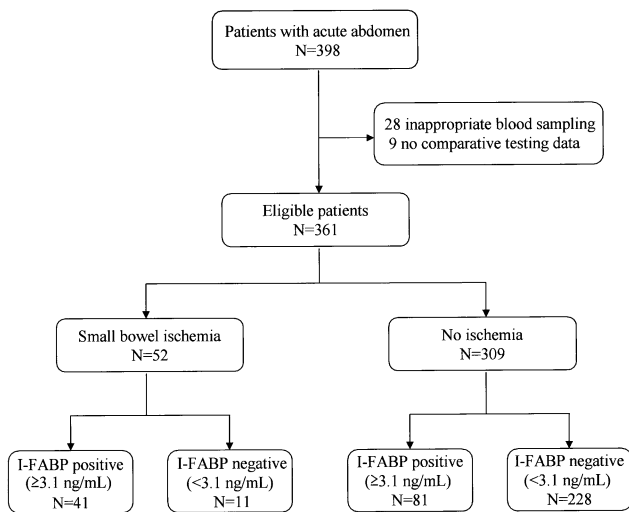 Patients with acute abdomen
N=398
28 inappropriate blood sampling
9 no comparative testing data
Eligible patients
N=361
Small bowel ischemia
N=52
No ischemia
N=309
I-FABP positive
(≥3.1 ng/mL)
N=41
I-FABP negative
(<3.1 ng/mL)
N=11
I-FABP positive
(≥3.1 ng/mL)
N=81
I-FABP negative
(<3.1 ng/mL)
N=228